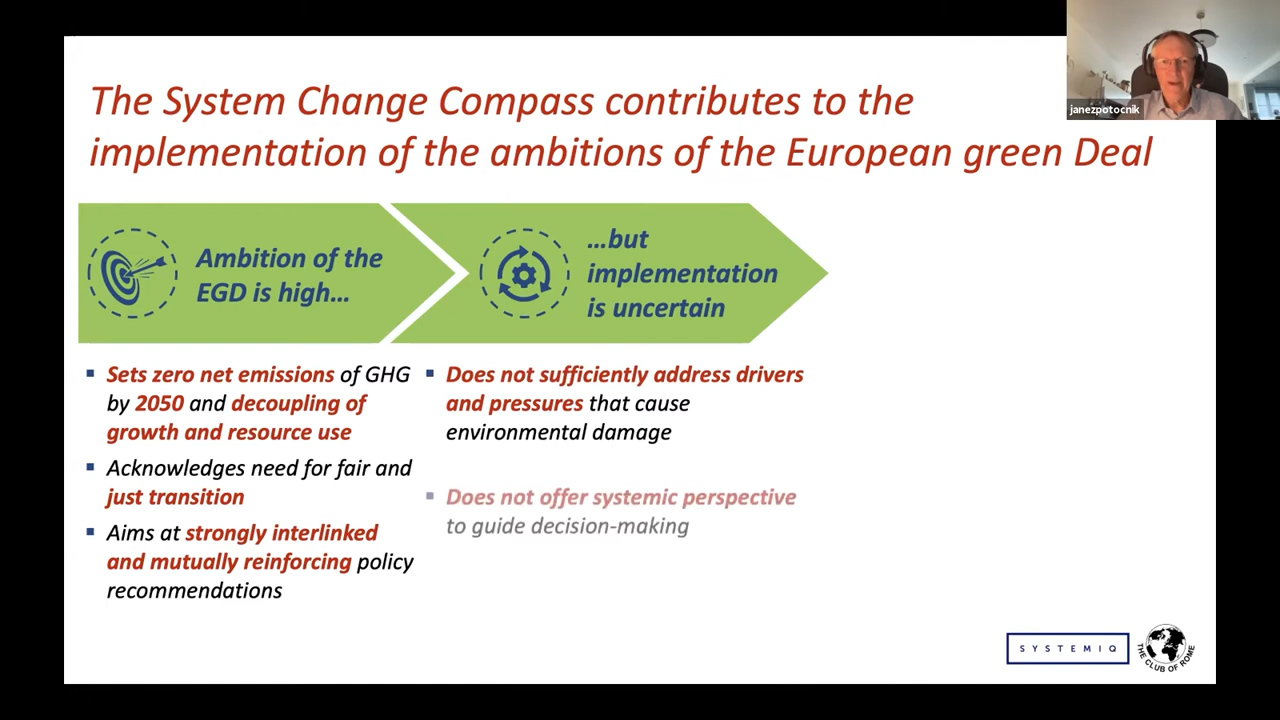 The System Change Compass contributes to the
implementation of the ambitions of the European green Deal
janezpotocnik
Ambition of the
EGD is high...
...but
implementation
is uncertain
Sets zero net emissions of GHG
by 2050 and decoupling of
growth and resource use
Acknowledges need for fair and
just transition
Aims at strongly interlinked
and mutually reinforcing policy
recommendations
Does not sufficiently address drivers
and pressures that cause
environmental damage
Does not offer systemic perspective
to guide decision-making
SYSTEMIQ
THE CLUB OF ROME